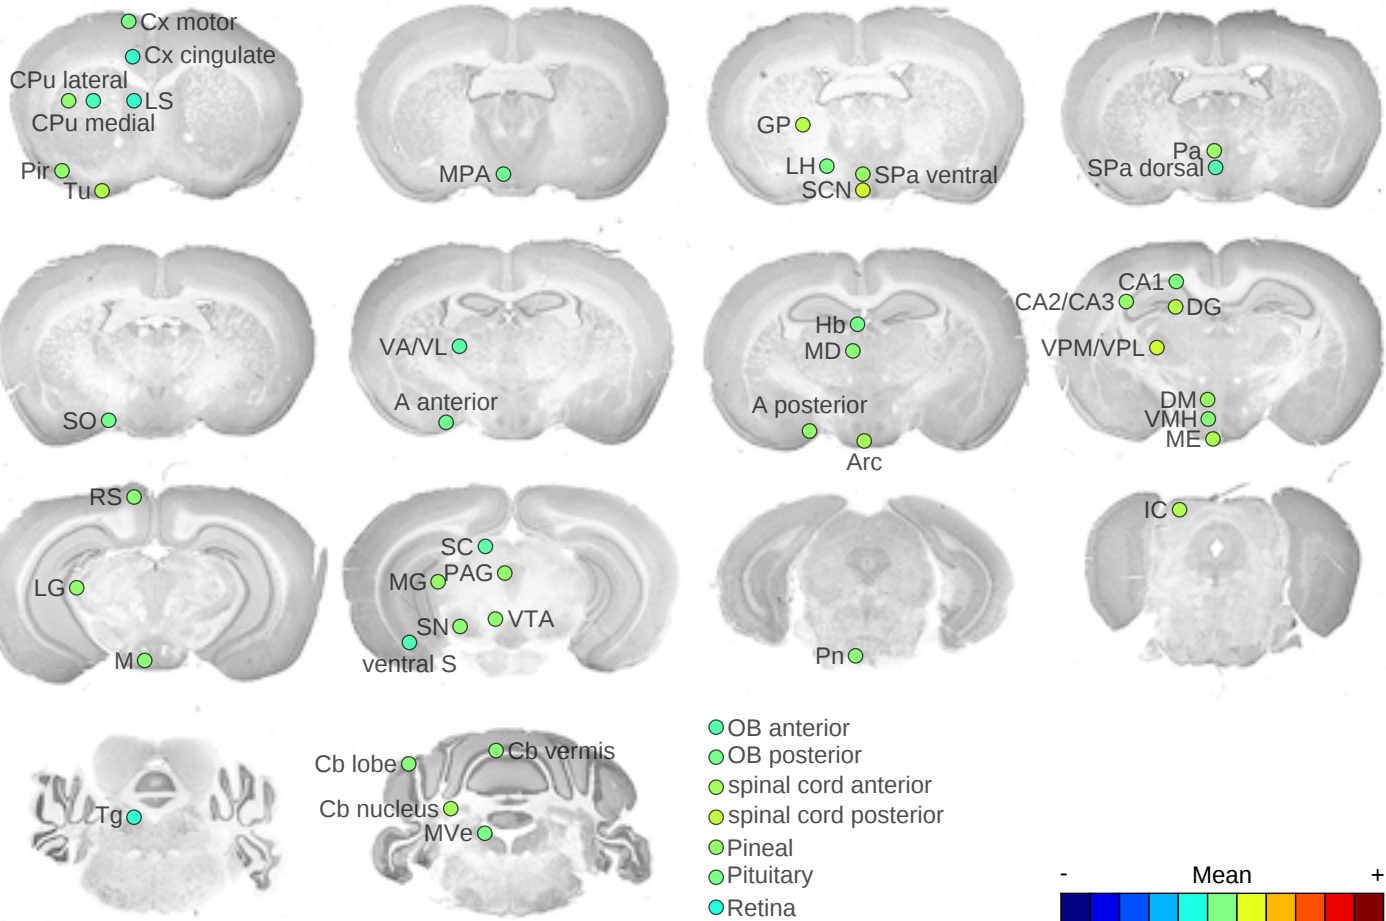 Cx motor
Cx cingulate
CPu lateral
LS
CPu medial
Pir
Tu
MPA
GP
LH
SPa ventral
SCN
Pa
SPa dorsal
SO
VA/VL
A anterior
Hb
MD
A posterior
Arc
CA1
CA2/CA3
DG
VPM/VPL
DM
VMH
ME
RS
LG
M
SC
MG
PAG
SN
VTA
ventral S
Pn
IC
Tg
Cb lobe
Cb vermis
Cb nucleus
MVe
OB anterior
OB posterior
spinal cord anterior
spinal cord posterior
Pineal
Pituitary
Retina
- Mean +